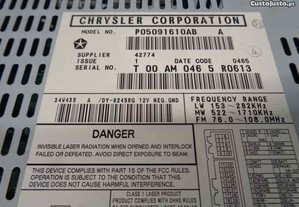 CustoJusto.pt
CHRYSLER CORPORATION
MODEL NO. P05091610AB A
SUPPLIER 42774
ISSUE 1 DATE CODE 0465
SERIAL NO. T 00 AM 046 5 R0613
12V NEG.GND
FREQUENCY RANGE
LW 153~282KHz
MW 522~1710KHz
FM 76.0~108.0MHz
DANGER
INVISIBLE LASER RADIATION WHEN OPENED AND INTERLOCK
FAILED OR DEFEATED. AVOID DIRECT EXPOSURE TO BEAM.
THIS DEVICE COMPLIES WITH PART 15 OF THE FCC RULES.
OPERATION IS SUBJECT TO THE CONDITION THAT THIS
DEVICE DOES NOT CAUSE HARMFUL INTERFERENCE.
CLASS 1 LASER PRODUCT